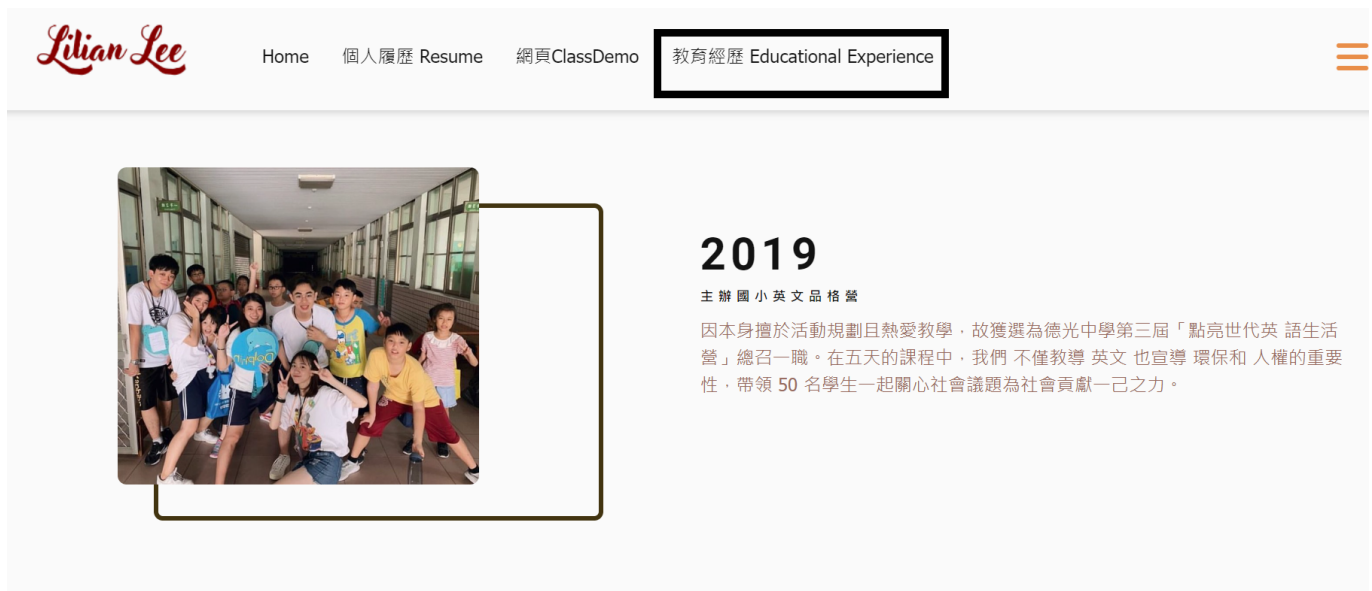 Lilian Lee
Home 個人履歷 Resume 網頁ClassDemo 教育經歷 Educational Experience
2019
主辦國小英文品格營
因本身擅於活動規劃且熱愛教學，故獲選為德光中學第三屆「點亮世代英 語生活
營」總召一職。在五天的課程中，我們 不僅教導 英文 也宣導 環保和 人權的重要
性，帶領 50 名學生一起關心社會議題為社會貢獻一己之力。